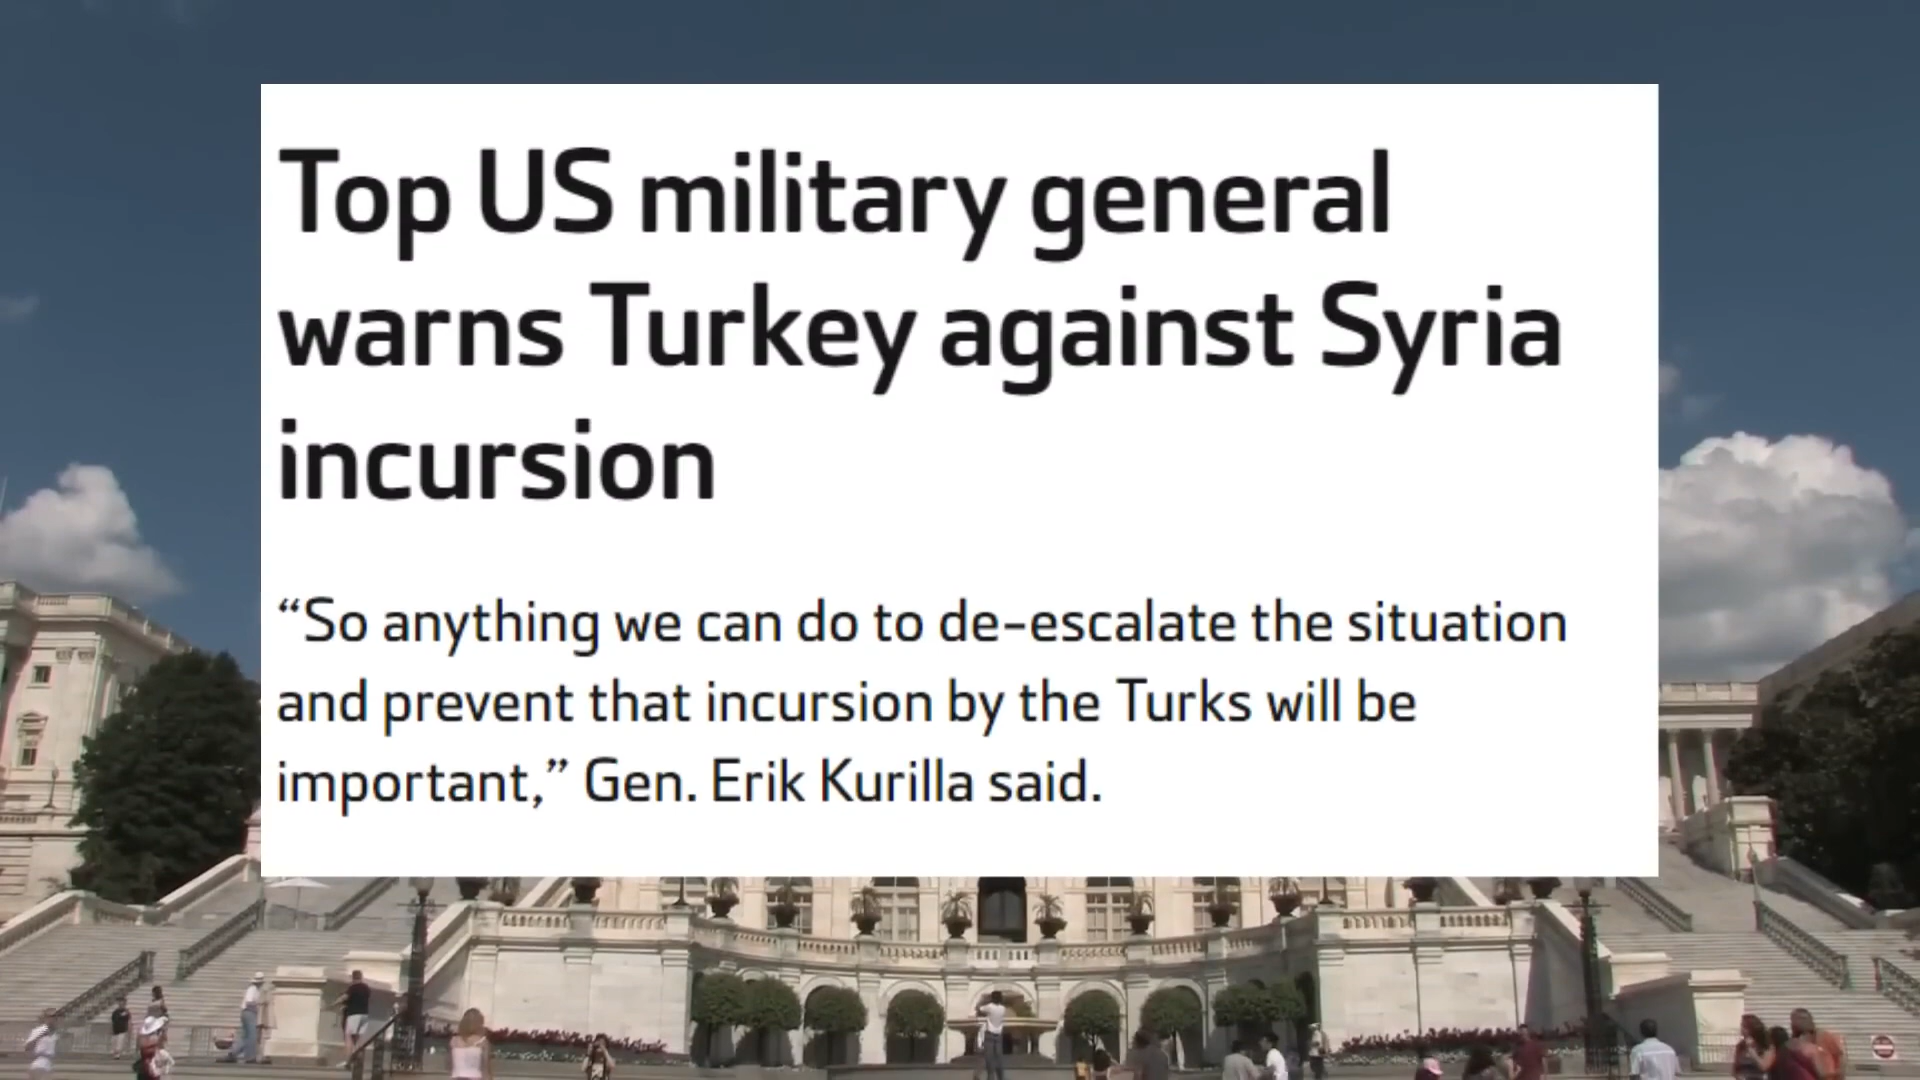 Top US military general
warns Turkey against Syria
incursion
“So anything we can do to de-escalate the situation
and prevent that incursion by the Turks will be
important,” Gen. Erik Kurilla said.